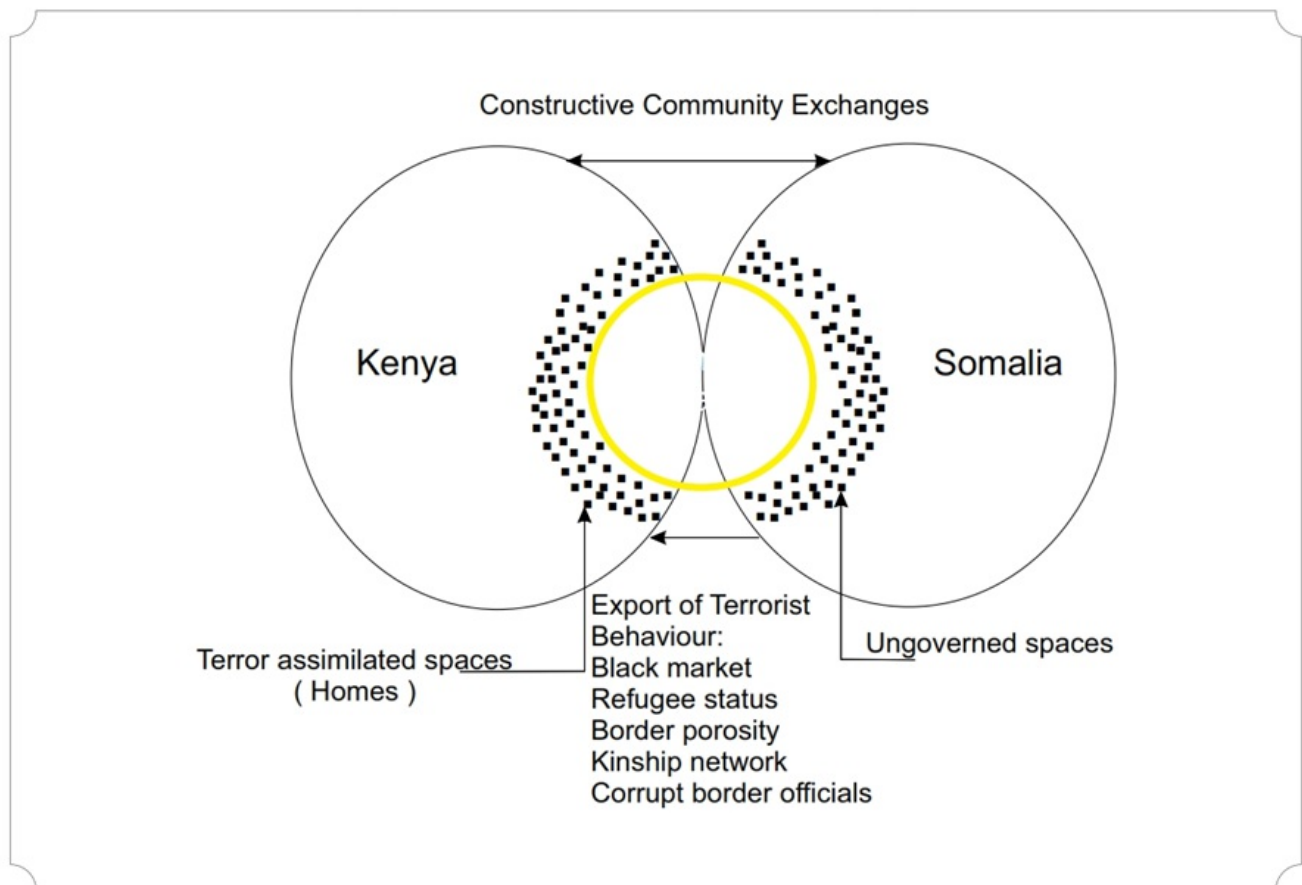 Constructive Community Exchanges
Kenya
Somalia
Export of Terrorist
Behaviour:
Black market
Refugee status
Border porosity
Kinship network
Corrupt border officials
Terror assimilated spaces
( Homes )
Ungoverned spaces